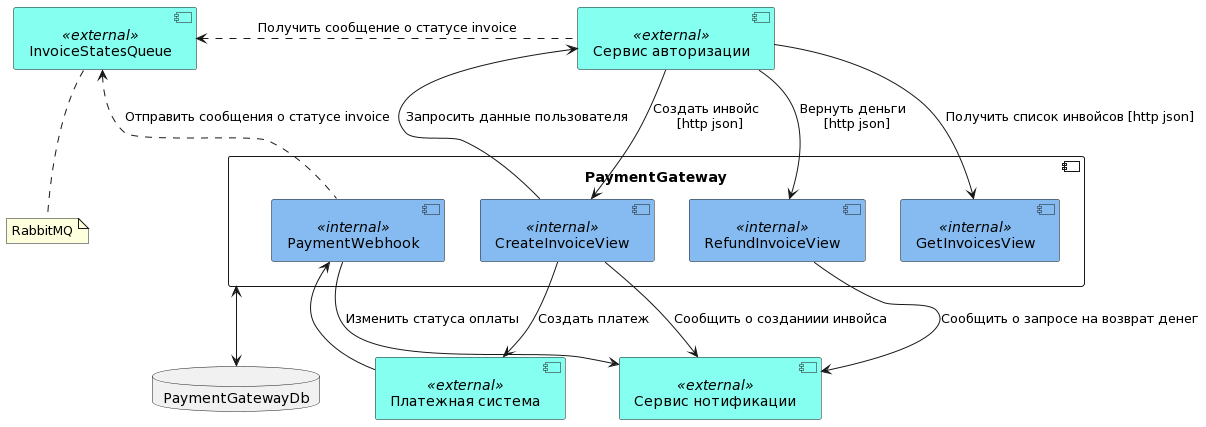 «external»
InvoiceStatesQueue
Получить сообщение о статусе invoice
«external»
Сервис авторизации
Отправить сообщения о статусе invoice
Запросить данные пользователя
Создать инвойс
[http json]
Вернуть деньги
[http json]
Получить список инвойсов [http json]
PaymentGateway
RabbitMQ
«internal»
PaymentWebhook
«internal»
CreateInvoiceView
«internal»
RefundInvoiceView
«internal»
GetInvoicesView
Изменить статуса оплаты
Создать платеж
Сообщить о созданиии инвойса
Сообщить о запросе на возврат денег
PaymentGatewayDb
«external»
Платежная система
«external»
Сервис нотификации